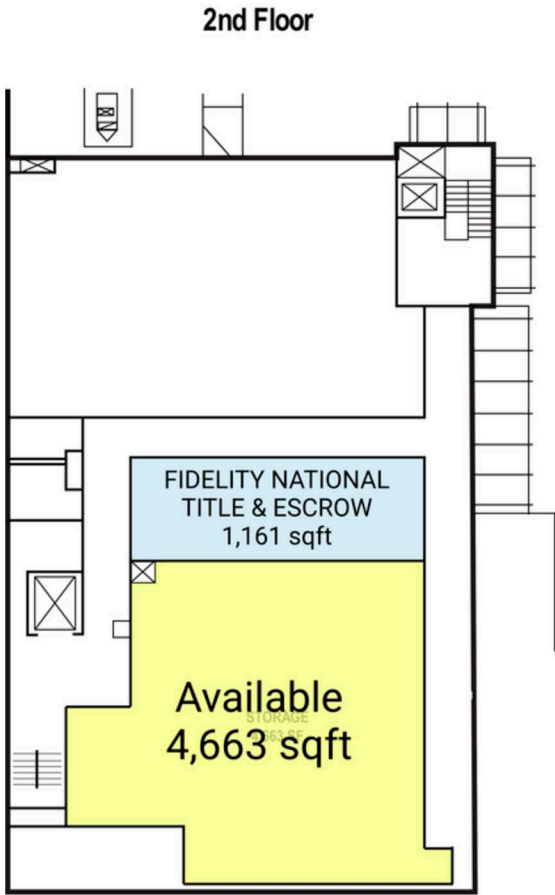 2nd Floor
FIDELITY NATIONAL
TITLE & ESCROW
1,161 sqft
Available
STORAGE
4,663 sqft